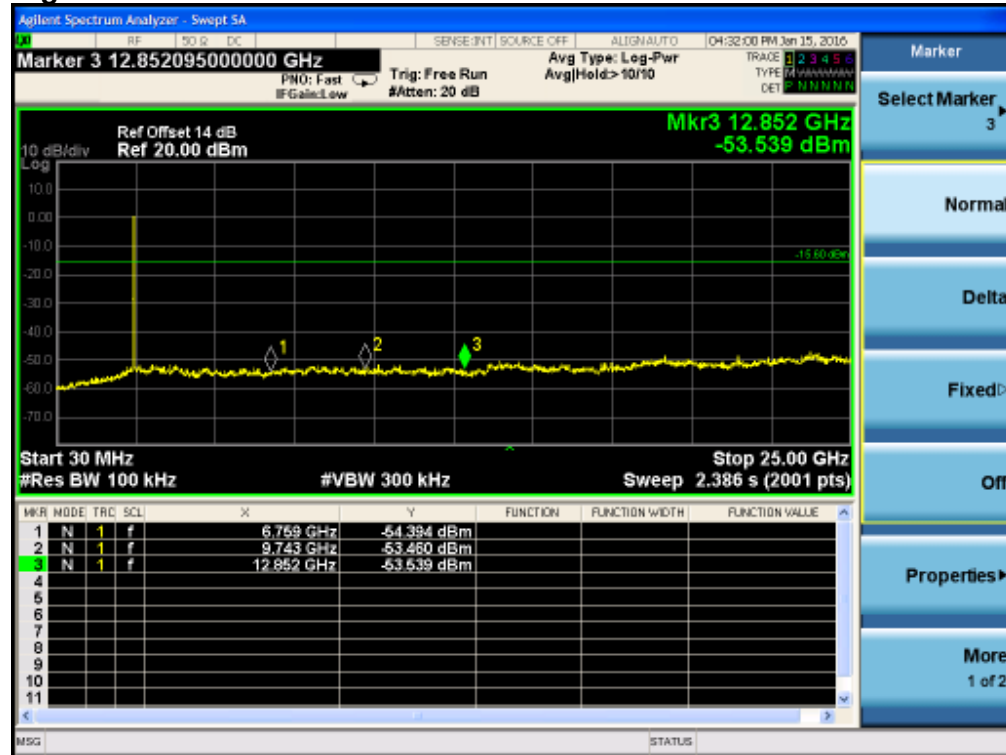 Agilent Spectrum Analyzer - Swept SA
RF 50 Ω DC SENSE:INT SOURCE OFF ALIGNAUTO 04:32:00 PM Jan 15, 2016
Marker 3 12.852095000000 GHz
PNO: Fast
IFGain:Low
Trig: Free Run
#Atten: 20 dB
Avg Type: Log-Pwr
Avg|Hold:> 10/10
TRACE 1 2 3 4 5 6
TYPE
DET P N N N N N
Mkr3 12.852 GHz
-53.539 dBm
Ref Offset 14 dB
10 dB/div Ref 20.00 dBm
Log
10.0
0.00
-10.0
-15.60 dBm
-20.0
-30.0
-40.0
-50.0
-60.0
-70.0
1 2 3
Start 30 MHz Stop 25.00 GHz
#Res BW 100 kHz #VBW 300 kHz Sweep 2.386 s (2001 pts)
MKR MODE TRC SCL X Y FUNCTION FUNCTION WIDTH FUNCTION VALUE
1 N 1 f 6.759 GHz -54.394 dBm
2 N 1 f 9.743 GHz -53.460 dBm
3 N 1 f 12.852 GHz -53.539 dBm
4
5
6
7
8
9
10
11
MSG STATUS
Marker
Select Marker
3
Normal
Delta
Fixed
Off
Properties
More
1 of 2